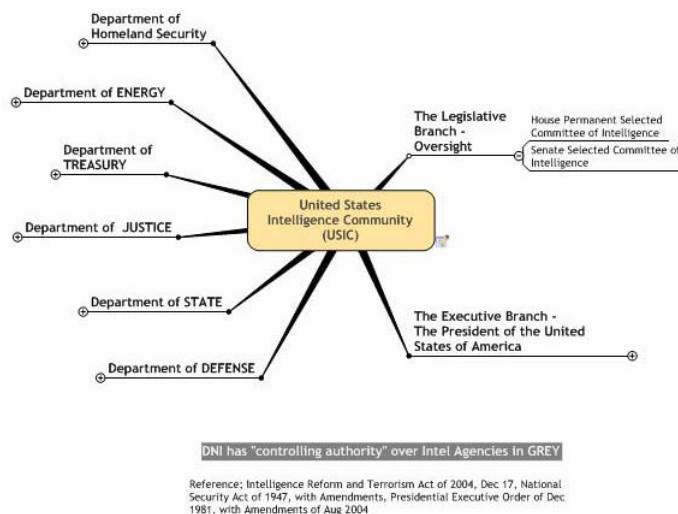 Department of
Homeland Security
Department of ENERGY
Department of
TREASURY
Department of JUSTICE
Department of STATE
Department of DEFENSE
United States
Intelligence Community
(USIC)
The Legislative
Branch -
Oversight
House Permanent Selected
Committee of Intelligence
Senate Selected Committee of
Intelligence
The Executive Branch -
The President of the United
States of America
DNI has "controlling authority" over Intel Agencies in GREY
Reference; Intelligence Reform and Terrorism Act of 2004, Dec 17, National
Security Act of 1947, with Amendments, Presidential Executive Order of Dec
1981, with Amendments of Aug 2004